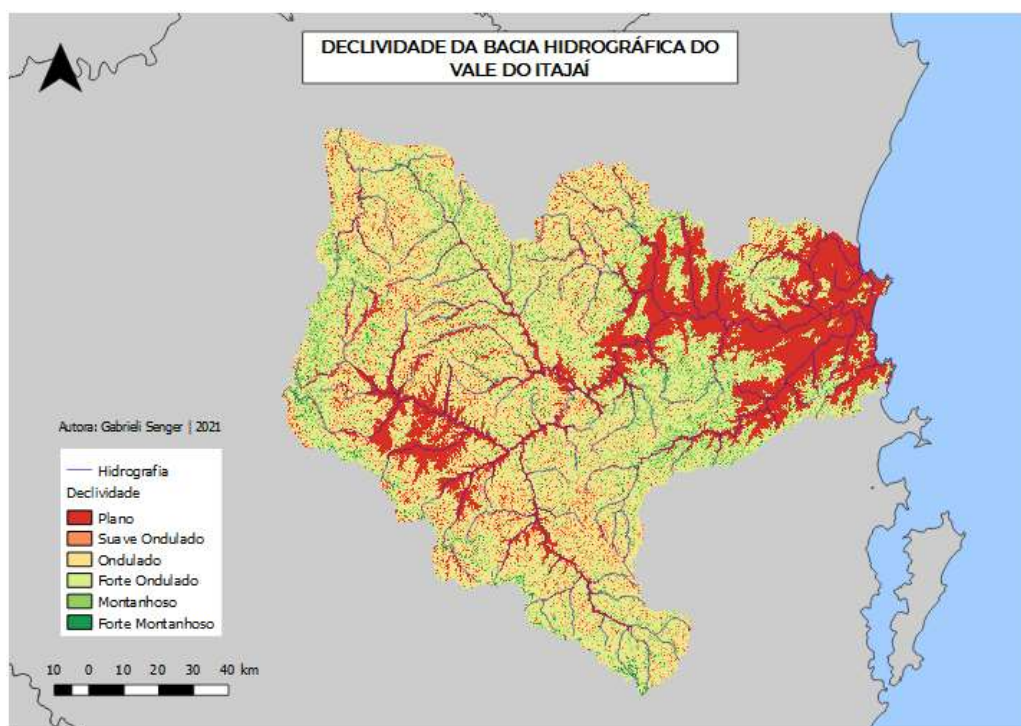 DECLIVIDADE DA BACIA HIDROGRÁFICA DO
VALE DO ITAJAÍ
Autora: Gabrieli Senger | 2021
Hidrografia
Declividade
Plano
Suave Ondulado
Ondulado
Forte Ondulado
Montanhoso
Forte Montanhoso
10 0 10 20 30 40 km